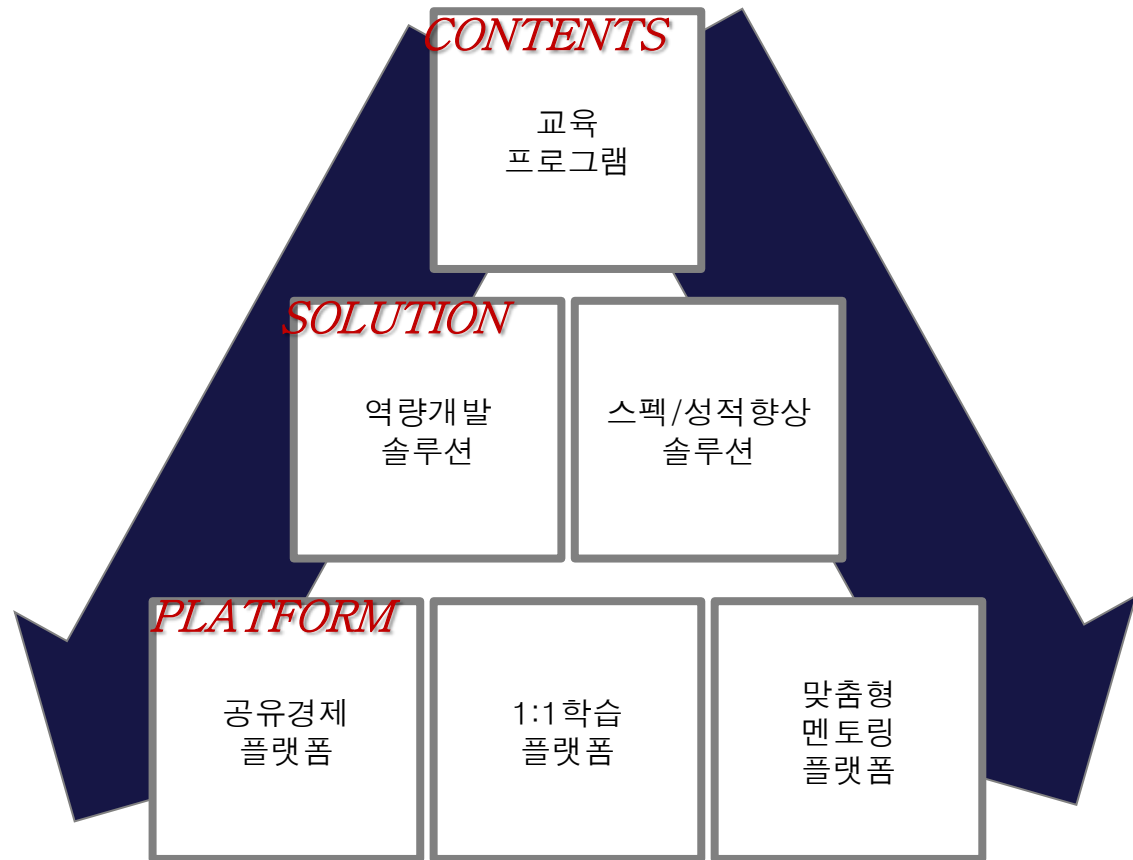 CONTENTS
교육
프로그램
SOLUTION
역량개발
솔루션
스펙/성적향상
솔루션
PLATFORM
공유경제
플랫폼
1:1학습
플랫폼
맞춤형
멘토링
플랫폼